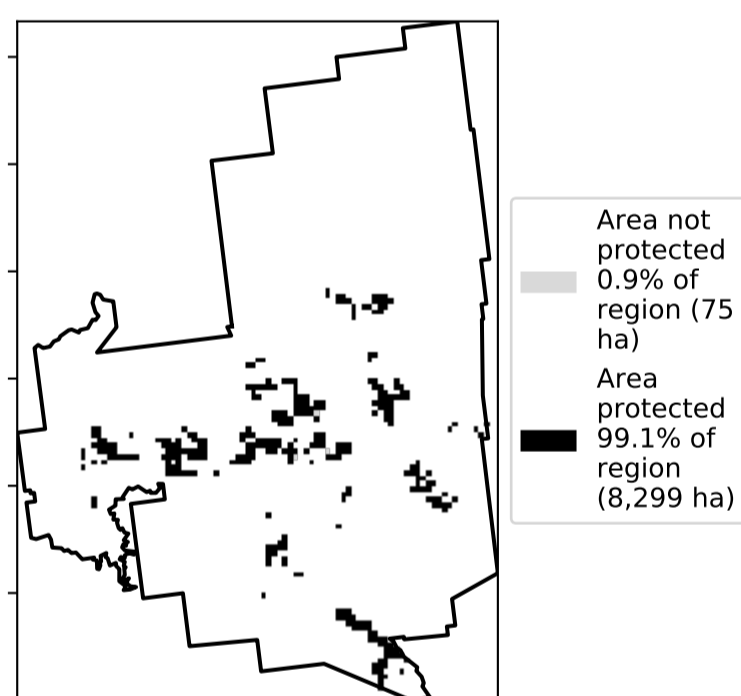 Area not
protected
0.9% of
region (75
ha)
Area
protected
99.1% of
region
(8,299 ha)